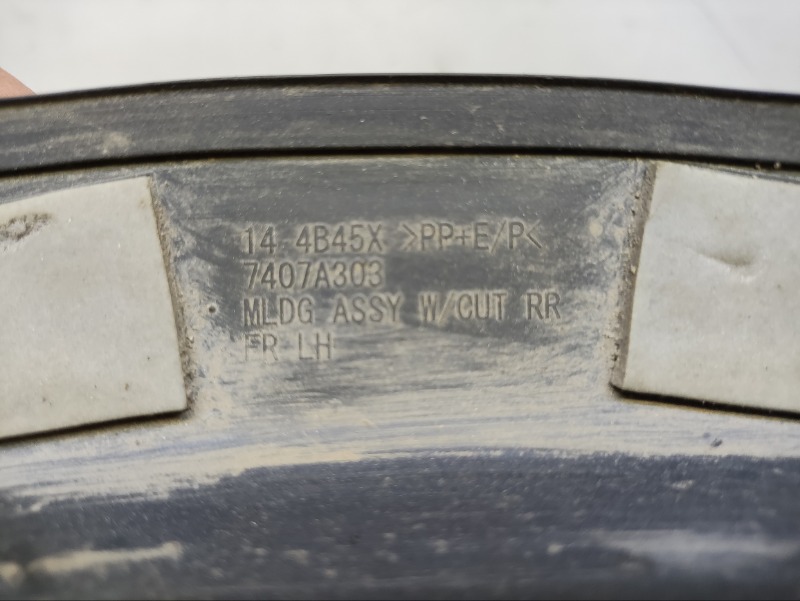 14 4B45X >PP+E/P<
7407A303
MLDG ASSY W/CUT RR
FR LH